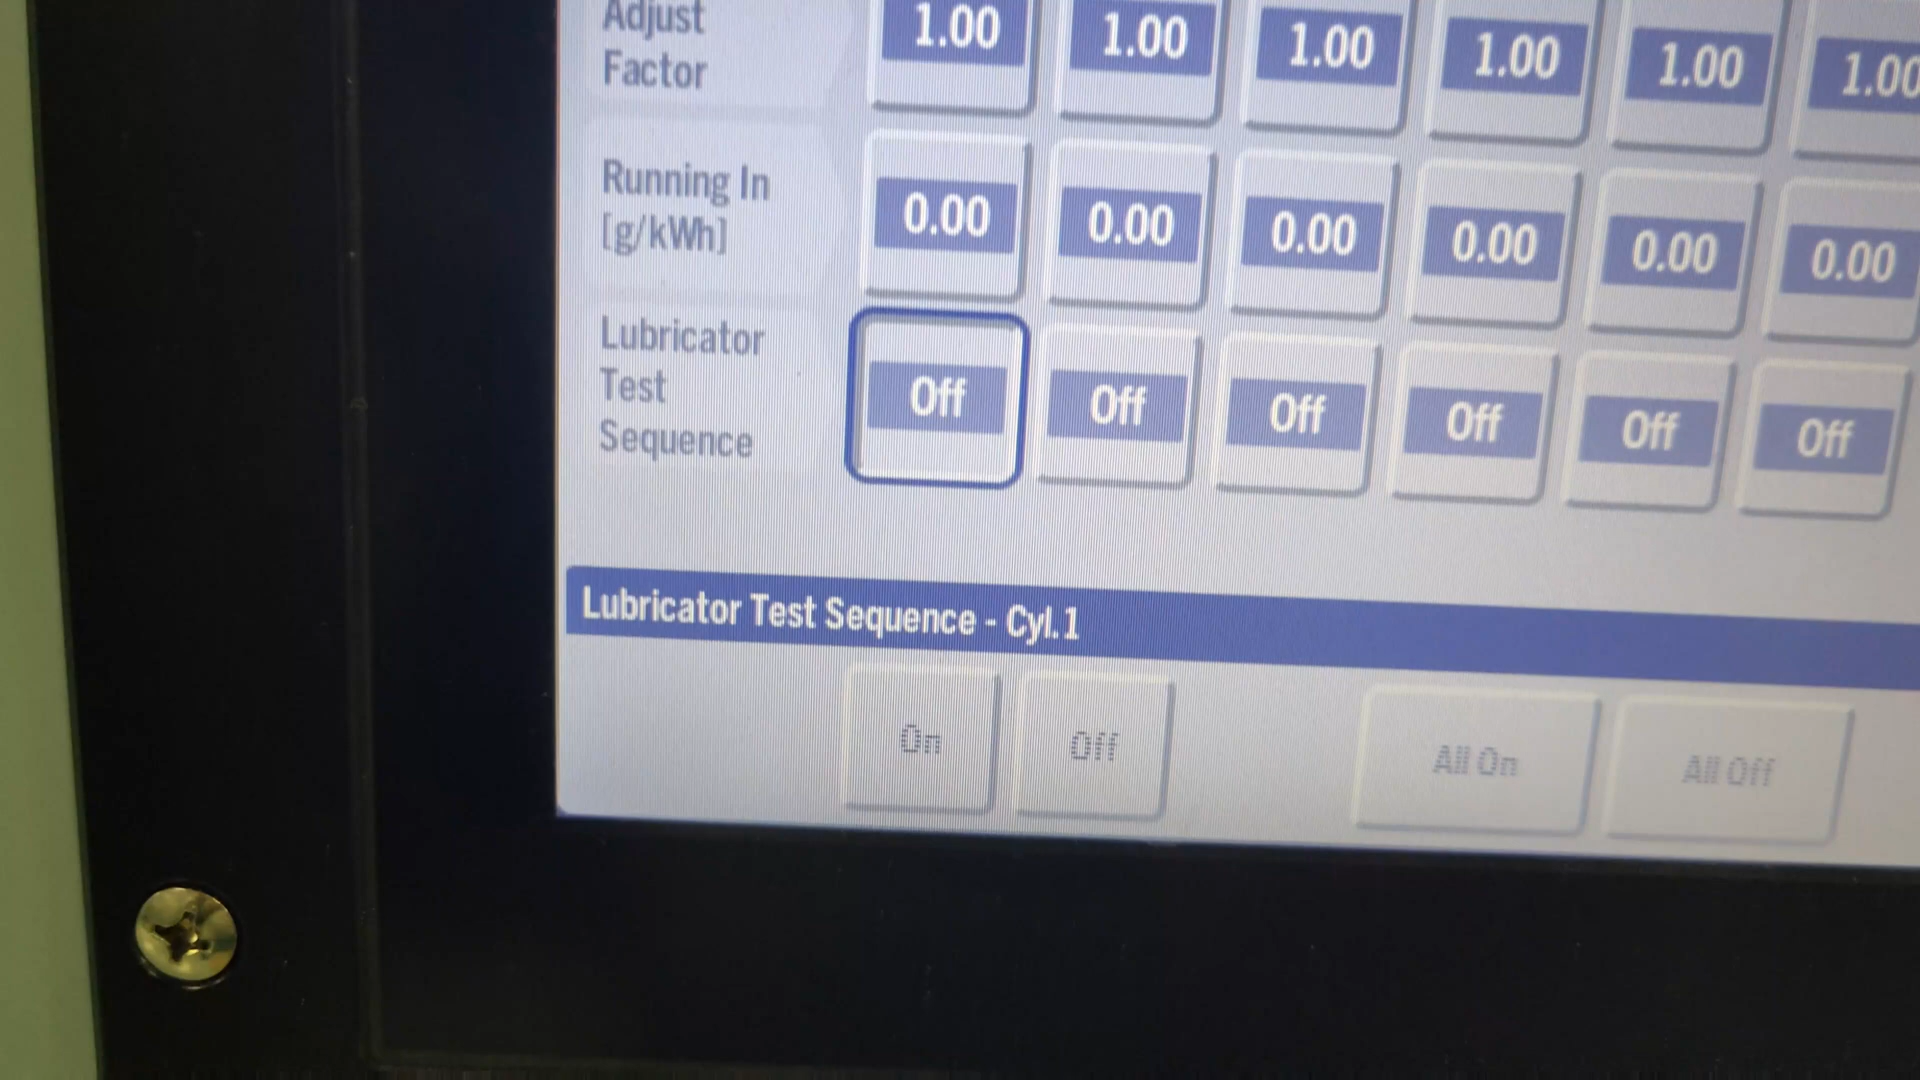 Adjust
Factor
1.00 1.00 1.00 1.00 1.00 1.00
Running In
[g/kWh]
0.00 0.00 0.00 0.00 0.00 0.00
Lubricator
Test
Sequence
Off Off Off Off Off Off
Lubricator Test Sequence - Cyl.1
On Off All On All Off